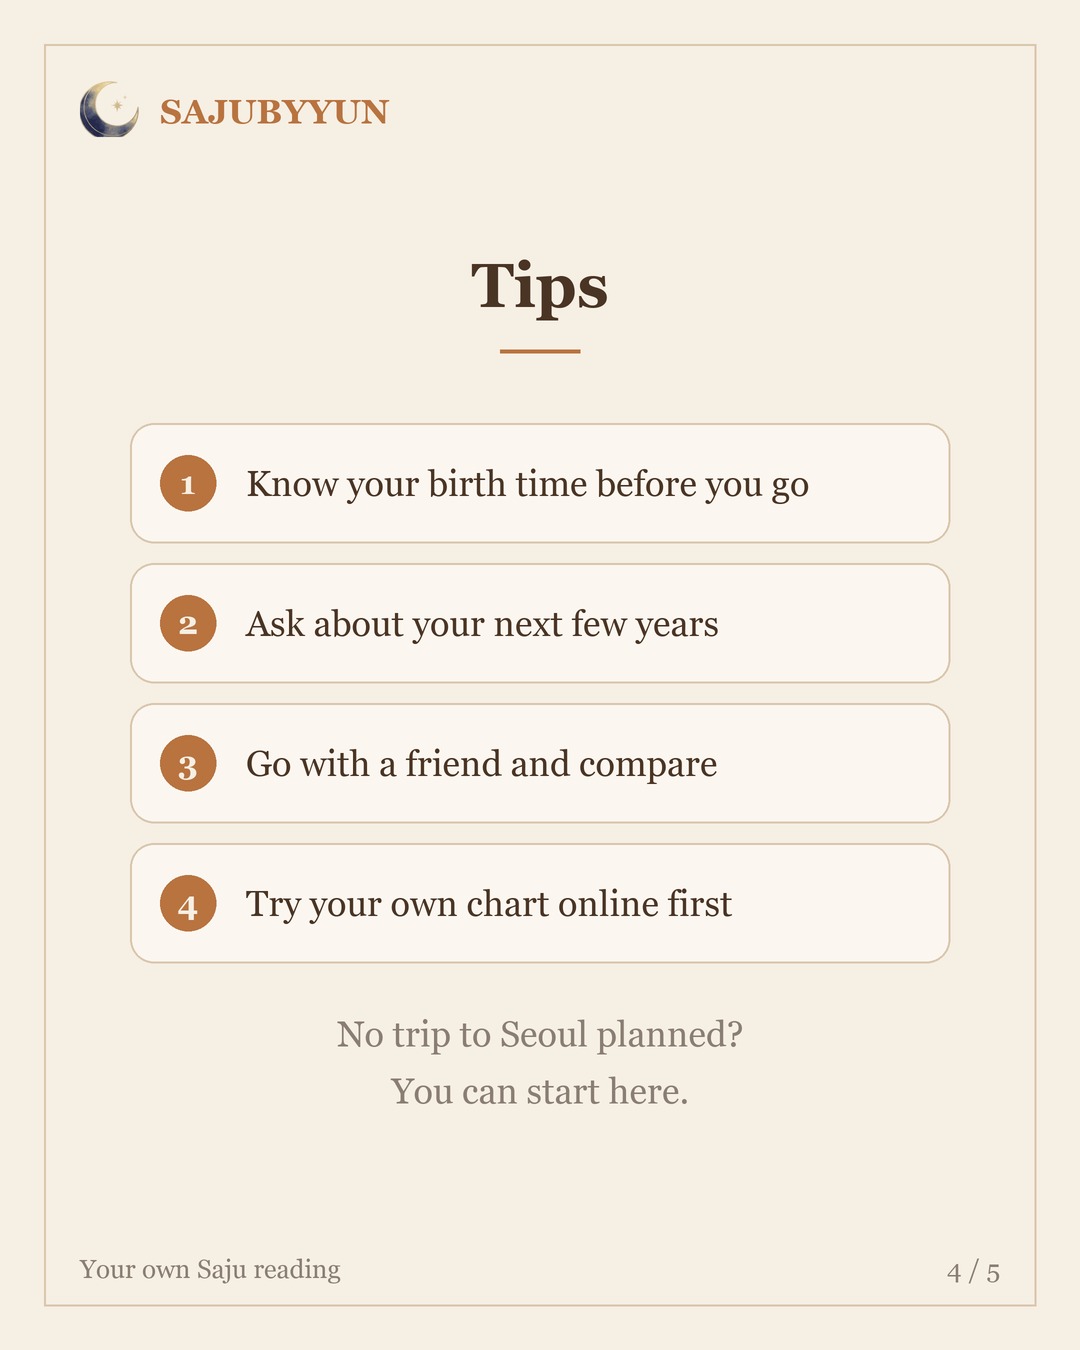 SAJUBYYUN
Tips
1 Know your birth time before you go
2 Ask about your next few years
3 Go with a friend and compare
4 Try your own chart online first
No trip to Seoul planned?
You can start here.
Your own Saju reading
4 / 5